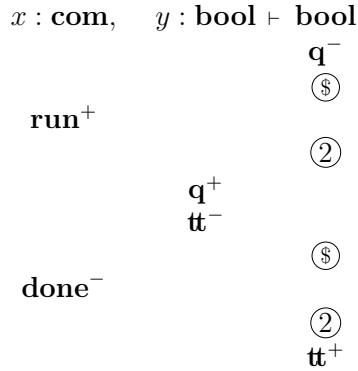 x : com, y : bool ⊢ bool
q⁻
$
run⁺
2
q⁺
tt⁻
$
done⁻
2
tt⁺